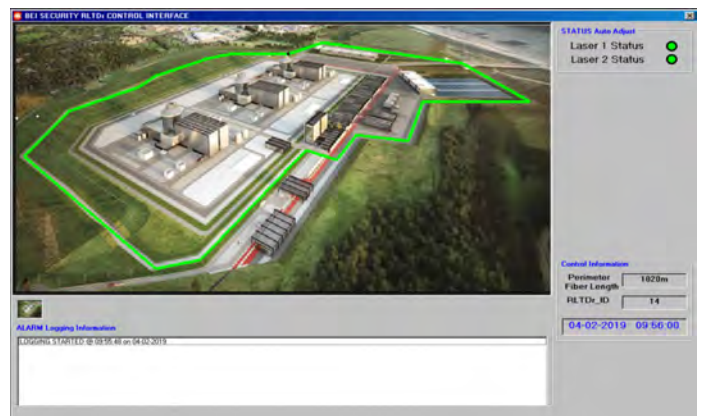 BEI SECURITY RLTDr CONTROL INTERFACE
STATUS Auto Adjust
Laser 1 Status
Laser 2 Status
Control Information
Perimeter
Fiber Length
1020m
RLTDr_ID
14
04-02-2019 09:56:00
ALARM Logging Information
LOGGING STARTED @ 09:55:48 on 04-02-2019